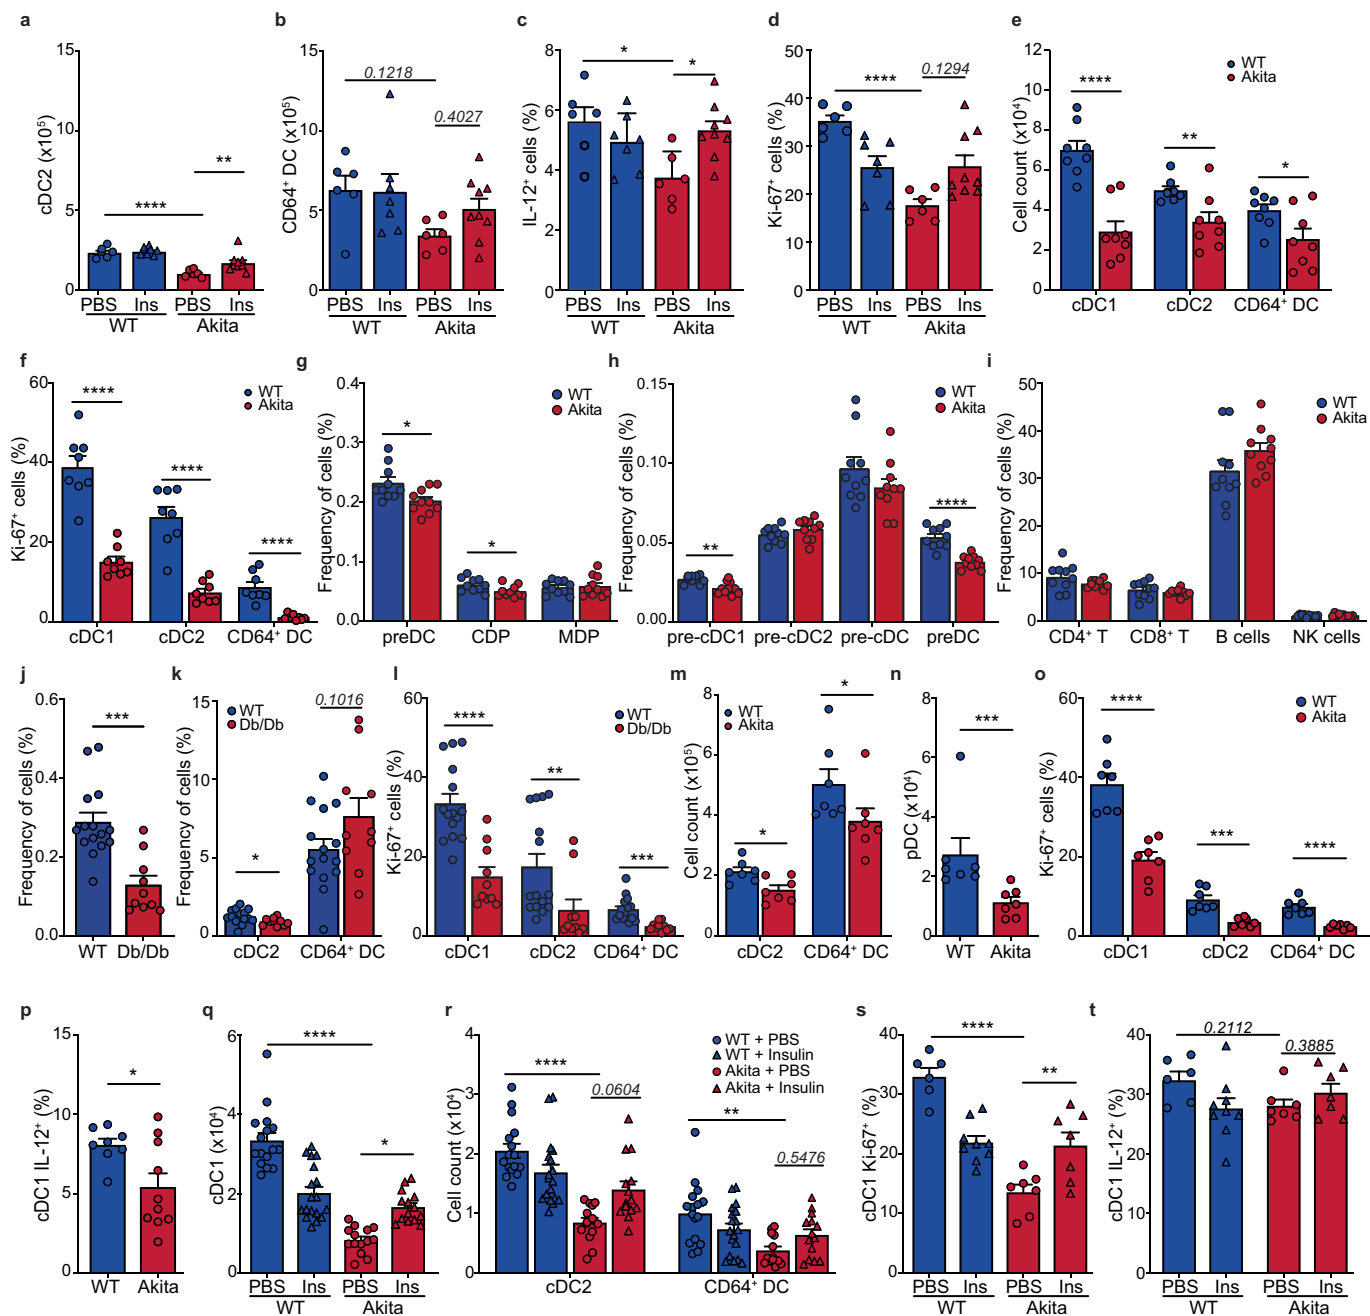 a
cDC2 (x10⁵)
15
10
5
0
****
**
PBS Ins PBS Ins
WT Akita
b
CD64⁺ DC (x10⁵)
15
10
5
0
0.1218
0.4027
PBS Ins PBS Ins
WT Akita
c
IL-12⁺ cells (%)
8
6
4
2
0
*
*
PBS Ins PBS Ins
WT Akita
d
Ki-67⁺ cells (%)
50
40
30
20
10
0
****
0.1294
PBS Ins PBS Ins
WT Akita
e
Cell count (x10⁴)
12
10
8
6
4
2
0
WT
Akita
****
**
*
cDC1 cDC2 CD64⁺ DC
f
Ki-67⁺ cells (%)
60
40
20
0
WT
Akita
****
****
****
cDC1 cDC2 CD64⁺ DC
g
Frequency of cells (%)
0.4
0.3
0.2
0.1
0.0
WT
Akita
*
*
preDC CDP MDP
h
Frequency of cells (%)
0.15
0.10
0.05
0.00
WT
Akita
**
****
pre-cDC1 pre-cDC2 pre-cDC preDC
i
Frequency of cells (%)
50
40
30
20
10
0
WT
Akita
CD4⁺ T CD8⁺ T B cells NK cells
j
Frequency of cells (%)
0.6
0.4
0.2
0.0
***
WT Db/Db
k
Frequency of cells (%)
15
10
5
0
WT
Db/Db
*
0.1016
cDC2 CD64⁺ DC
l
Ki-67⁺ cells (%)
60
40
20
0
WT
Db/Db
****
**
***
cDC1 cDC2 CD64⁺ DC
m
Cell count (x10⁵)
8
6
4
2
0
WT
Akita
*
*
cDC2 CD64⁺ DC
n
pDC (x10⁴)
8
6
4
2
0
***
WT Akita
o
Ki-67⁺ cells (%)
60
40
20
0
WT
Akita
****
***
****
cDC1 cDC2 CD64⁺ DC
p
cDC1 IL-12⁺ (%)
15
10
5
0
*
WT Akita
q
cDC1 (x10⁴)
6
4
2
0
****
*
PBS Ins PBS Ins
WT Akita
r
Cell count (x10⁴)
4
3
2
1
0
WT + PBS
WT + Insulin
Akita + PBS
Akita + Insulin
****
0.0604
**
0.5476
cDC2 CD64⁺ DC
s
cDC1 Ki-67⁺ (%)
40
30
20
10
0
****
**
PBS Ins PBS Ins
WT Akita
t
cDC1 IL-12⁺ (%)
40
30
20
10
0
0.2112
0.3885
PBS Ins PBS Ins
WT Akita